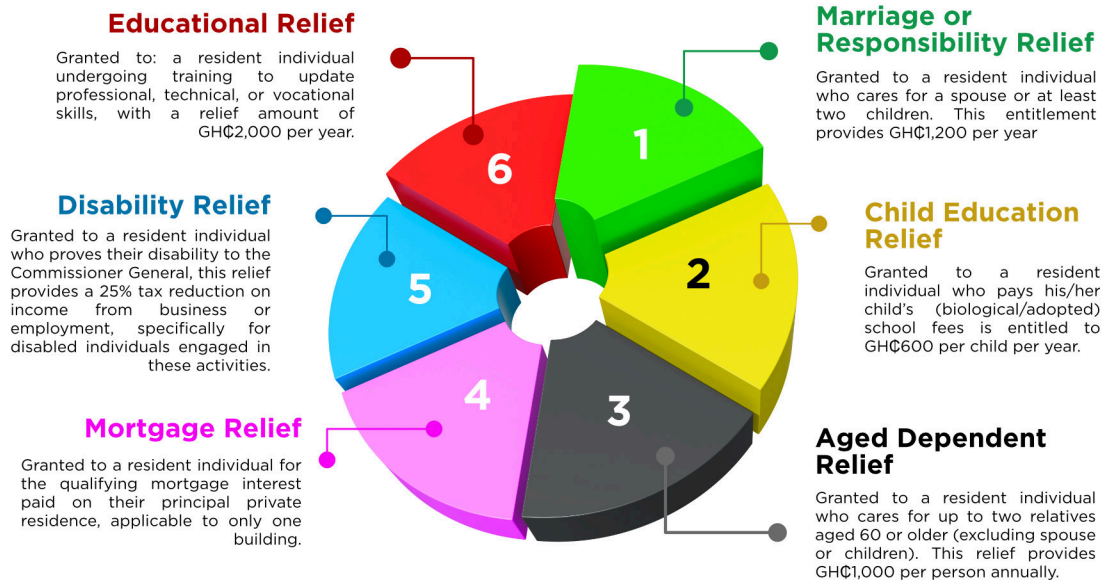 Educational Relief
Granted to: a resident individual
undergoing training to update
professional, technical, or vocational
skills, with a relief amount of
GH₵2,000 per year.
Marriage or
Responsibility Relief
Granted to a resident individual
who cares for a spouse or at least
two children. This entitlement
provides GH₵1,200 per year
6
1
Disability Relief
Granted to a resident individual
who proves their disability to the
Commissioner General, this relief
provides a 25% tax reduction on
income from business or
employment, specifically for
disabled individuals engaged in
these activities.
5
2
Child Education
Relief
Granted to a resident
individual who pays his/her
child's (biological/adopted)
school fees is entitled to
GH₵600 per child per year.
Mortgage Relief
Granted to a resident individual for
the qualifying mortgage interest
paid on their principal private
residence, applicable to only one
building.
4
3
Aged Dependent
Relief
Granted to a resident individual
who cares for up to two relatives
aged 60 or older (excluding spouse
or children). This relief provides
GH₵1,000 per person annually.